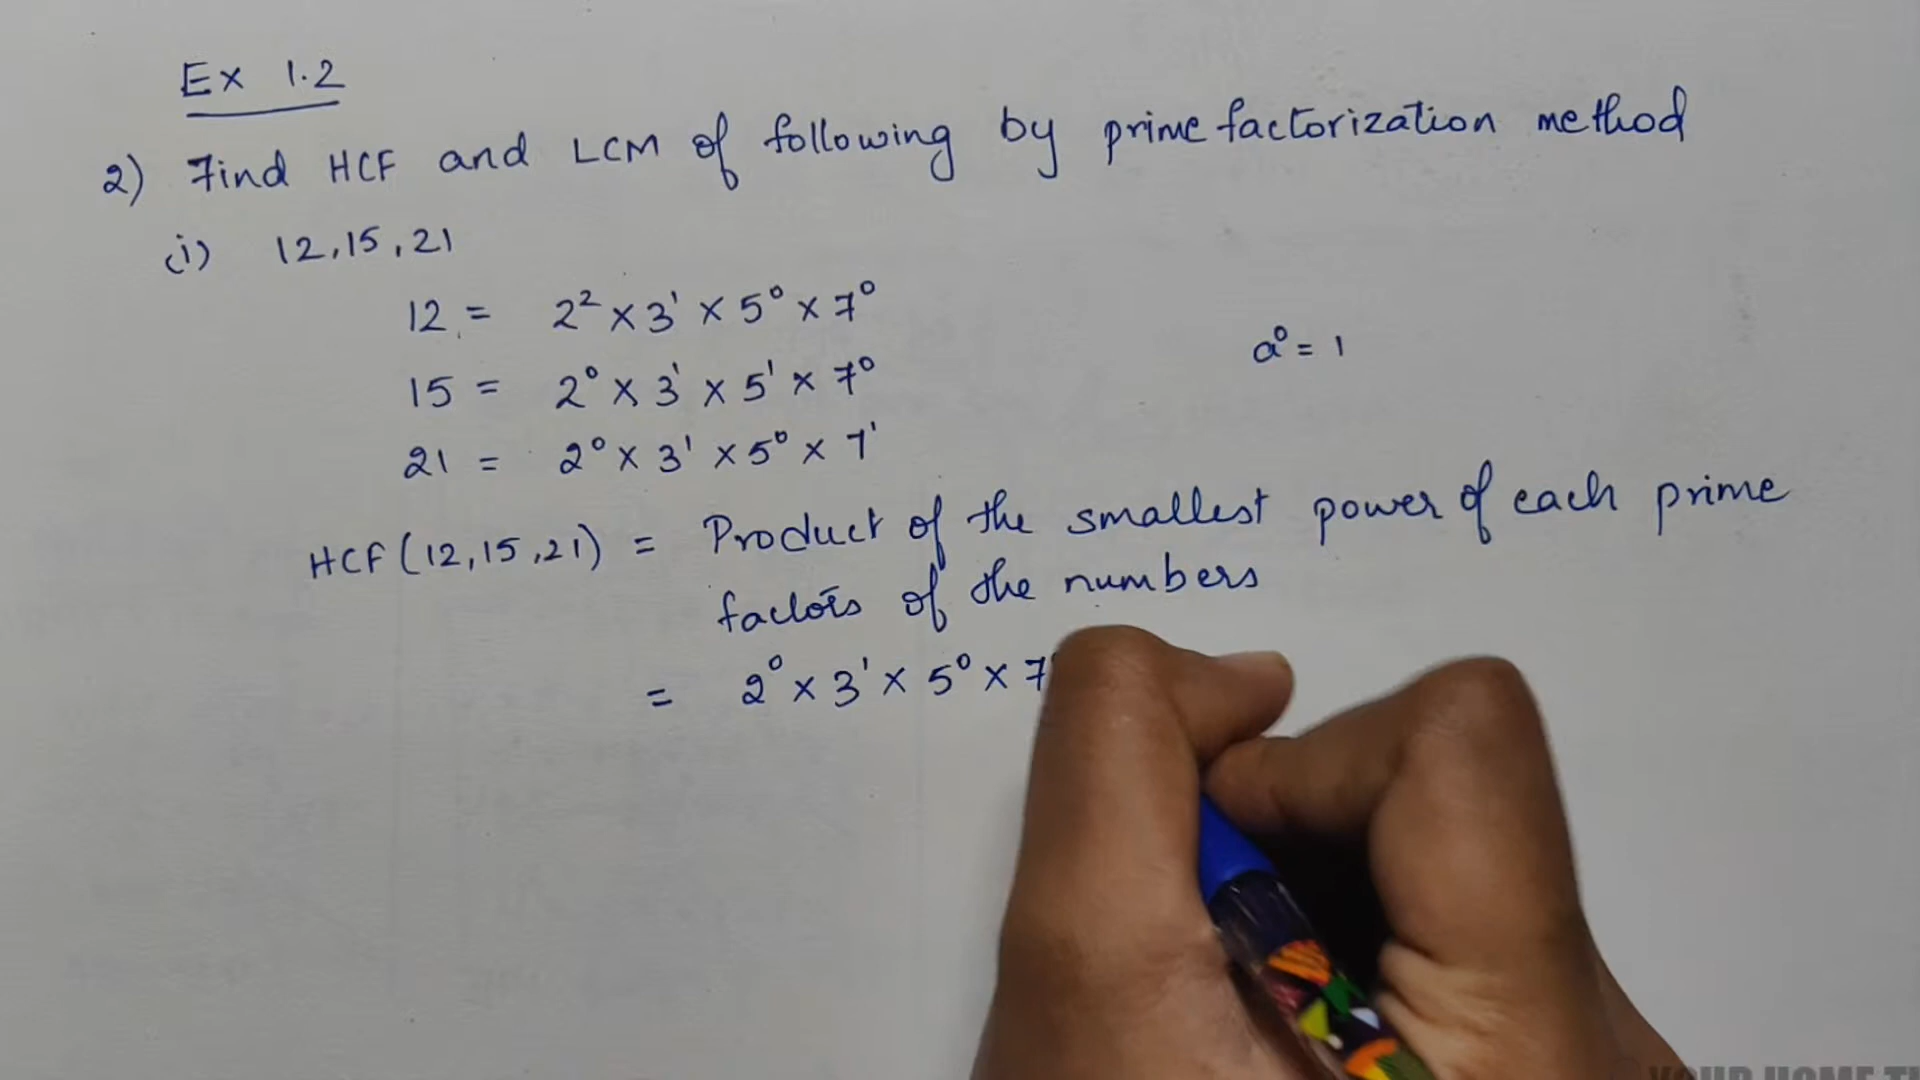 Ex 1.2
2) Find HCF and LCM of following by prime factorization method
(i) 12, 15, 21
12 = 2² × 3¹ × 5⁰ × 7⁰
a⁰ = 1
15 = 2⁰ × 3¹ × 5¹ × 7⁰
21 = 2⁰ × 3¹ × 5⁰ × 7¹
HCF (12, 15, 21) = Product of the smallest power of each prime
factors of the numbers
= 2⁰ × 3¹ × 5⁰ × 7
YOUR HOME